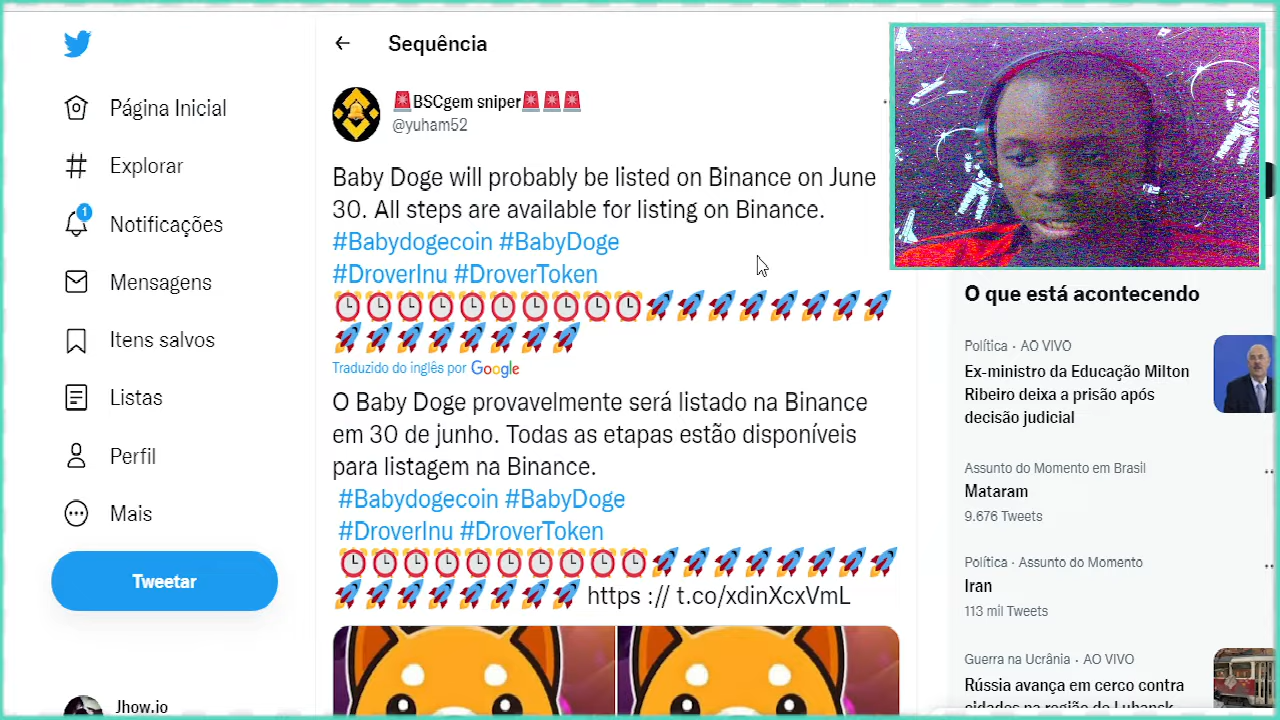 Página Inicial
Explorar
1
Notificações
Mensagens
Itens salvos
Listas
Perfil
Mais
Tweetar
Jhow.io
Sequência
🚨BSCgem sniper🚨🚨🚨
@yuham52
Baby Doge will probably be listed on Binance on June
30. All steps are available for listing on Binance.
#Babydogecoin #BabyDoge
#DroverInu #DroverToken
⏰⏰⏰⏰⏰⏰⏰⏰⏰⏰🚀🚀🚀🚀🚀🚀🚀🚀
🚀🚀🚀🚀🚀🚀🚀🚀
Traduzido do inglês por Google
O Baby Doge provavelmente será listado na Binance
em 30 de junho. Todas as etapas estão disponíveis
para listagem na Binance.
#Babydogecoin #BabyDoge
#DroverInu #DroverToken
⏰⏰⏰⏰⏰⏰⏰⏰⏰⏰🚀🚀🚀🚀🚀🚀🚀🚀
🚀🚀🚀🚀🚀🚀🚀🚀 https :// t.co/xdinXcxVmL
O que está acontecendo
Política · AO VIVO
Ex-ministro da Educação Milton
Ribeiro deixa a prisão após
decisão judicial
Assunto do Momento em Brasil
Mataram
9.676 Tweets
Política · Assunto do Momento
Iran
113 mil Tweets
Guerra na Ucrânia · AO VIVO
Rússia avança em cerco contra
cidades na região de Luhansk